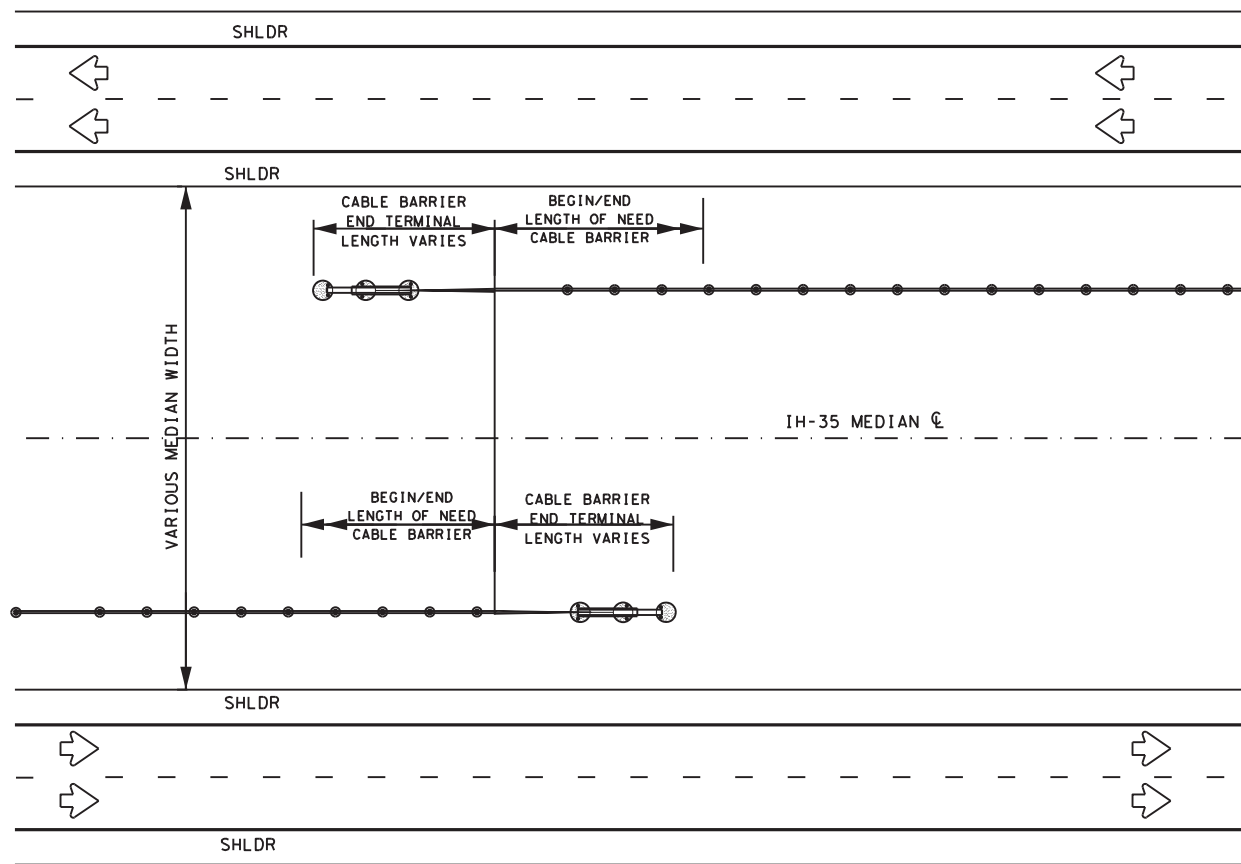 SHLDR
SHLDR
CABLE BARRIER
END TERMINAL
LENGTH VARIES
BEGIN/END
LENGTH OF NEED
CABLE BARRIER
VARIOUS MEDIAN WIDTH
IH-35 MEDIAN ℄
BEGIN/END
LENGTH OF NEED
CABLE BARRIER
CABLE BARRIER
END TERMINAL
LENGTH VARIES
SHLDR
SHLDR